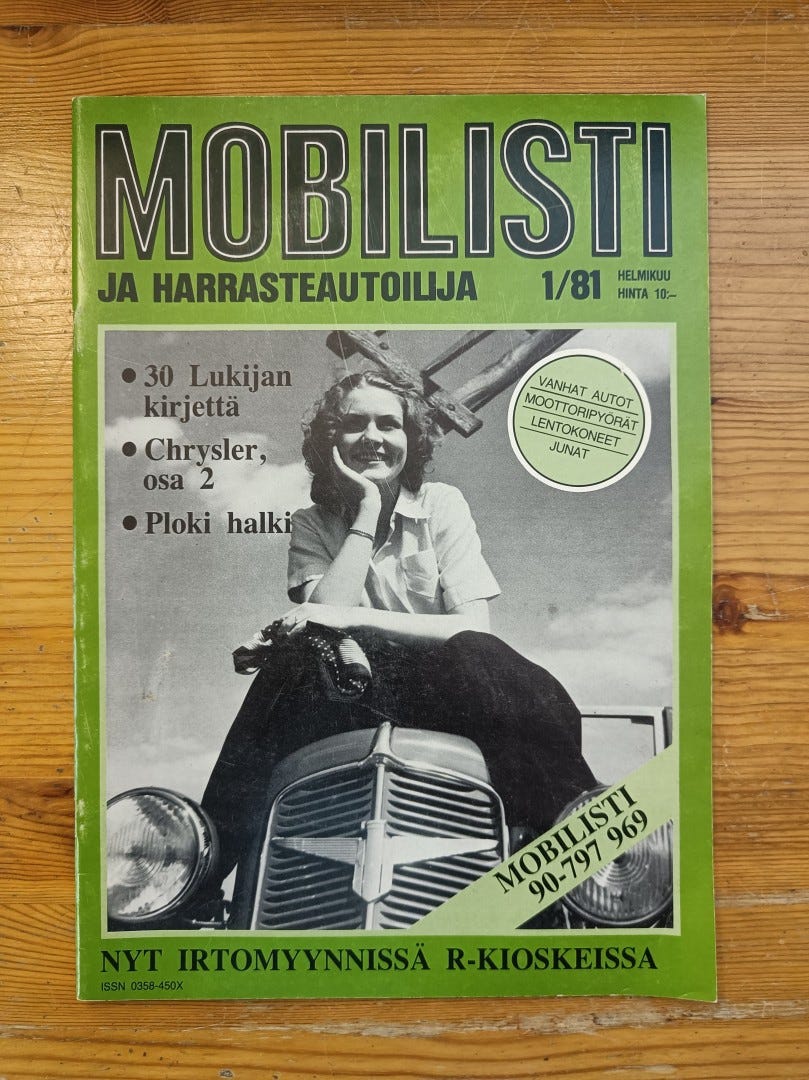 MOBILISTI
JA HARRASTEAUTOILIJA 1/81 HELMIKUU
HINTA 10:–
• 30 Lukijan
kirjettä
• Chrysler,
osa 2
• Ploki halki
VANHAT AUTOT
MOOTTORIPYÖRÄT
LENTOKONEET
JUNAT
MOBILISTI
90-797 969
NYT IRTOMYYNNISSÄ R-KIOSKEISSA
ISSN 0358-450X